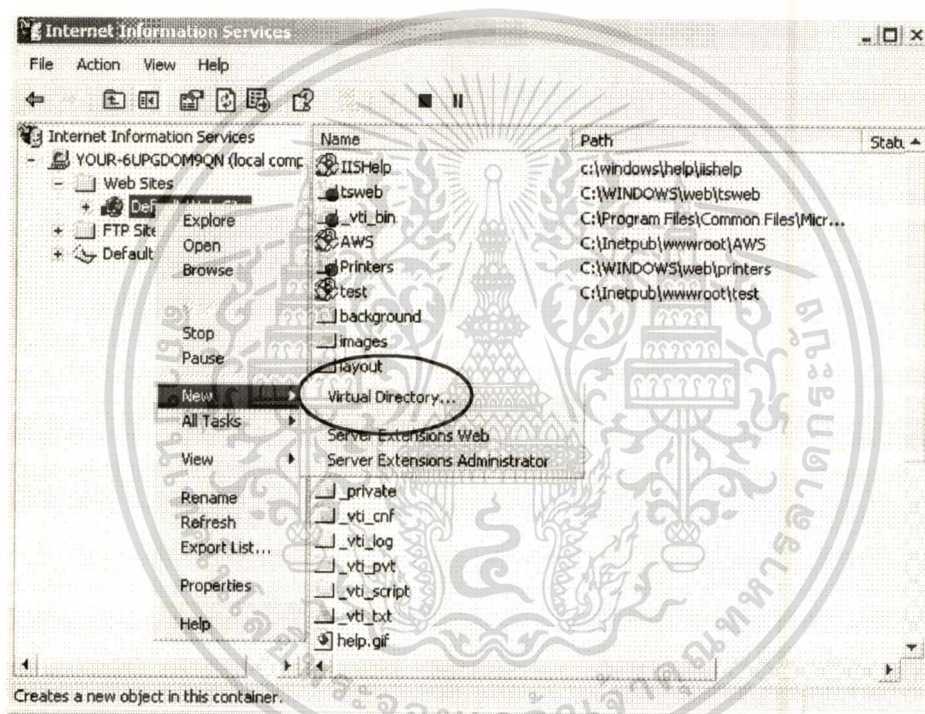 Internet Information Services
File Action View Help
Internet Information Services
YOUR-6UPGDOM9QN (local comp
Web Sites
FTP Site
Default
Explore
Open
Browse
Stop
Pause
New
All Tasks
View
Rename
Refresh
Export List...
Properties
Help
Virtual Directory...
Server Extensions Web
Server Extensions Administrator
Name Path
IISHelp c:\windows\help\iishelp
tsweb C:\WINDOWS\web\tsweb
_vti_bin C:\Program Files\Common Files\Micr...
AWS C:\Inetpub\wwwroot\AWS
Printers C:\WINDOWS\web\printers
test C:\Inetpub\wwwroot\test
background
images
layout
_private
_vti_cnf
_vti_log
_vti_pvt
_vti_script
_vti_txt
help.gif
Creates a new object in this container.